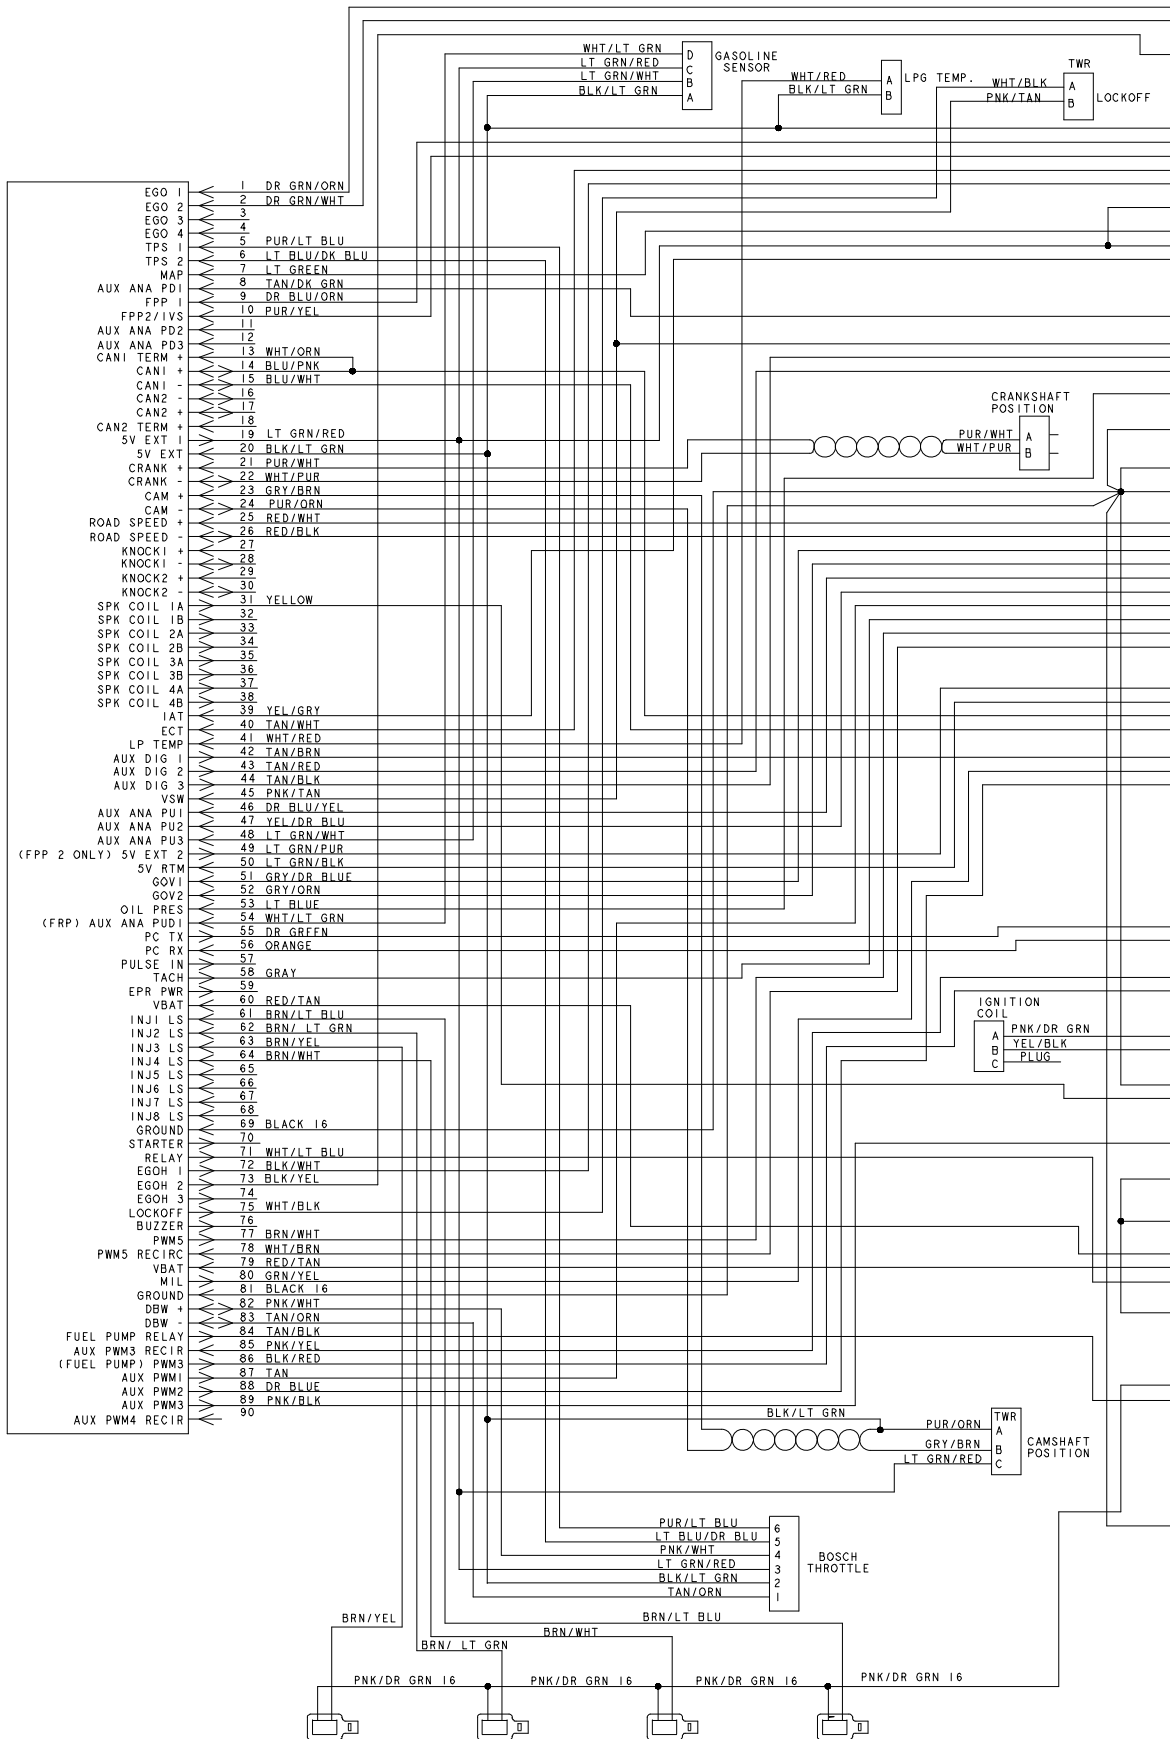 WHT/LT GRN D GASOLINE
LT GRN/RED C SENSOR
LT GRN/WHT B
BLK/LT GRN A
WHT/RED A LPG TEMP.
BLK/LT GRN B
TWR
WHT/BLK A
PNK/TAN B LOCKOFF
EGO 1 1 DR GRN/ORN
EGO 2 2 DR GRN/WHT
EGO 3 3
EGO 4 4
TPS 1 5 PUR/LT BLU
TPS 2 6 LT BLU/DK BLU
MAP 7 LT GREEN
AUX ANA PD1 8 TAN/DK GRN
FPP 1 9 DR BLU/ORN
FPP2/IVS 10 PUR/YEL
AUX ANA PD2 11
AUX ANA PD3 12
CAN1 TERM + 13 WHT/ORN
CAN1 + 14 BLU/PNK
CAN1 - 15 BLU/WHT
CAN2 - 16
CAN2 + 17
CAN2 TERM + 18
5V EXT 1 19 LT GRN/RED
5V EXT 20 BLK/LT GRN
CRANK + 21 PUR/WHT
CRANK - 22 WHT/PUR
CAM + 23 GRY/BRN
CAM - 24 PUR/ORN
ROAD SPEED + 25 RED/WHT
ROAD SPEED - 26 RED/BLK
KNOCK1 + 27
KNOCK1 - 28
KNOCK2 + 29
KNOCK2 - 30
SPK COIL 1A 31 YELLOW
SPK COIL 1B 32
SPK COIL 2A 33
SPK COIL 2B 34
SPK COIL 3A 35
SPK COIL 3B 36
SPK COIL 4A 37
SPK COIL 4B 38
IAT 39 YEL/GRY
ECT 40 TAN/WHT
LP TEMP 41 WHT/RED
AUX DIG 1 42 TAN/BRN
AUX DIG 2 43 TAN/RED
AUX DIG 3 44 TAN/BLK
VSW 45 PNK/TAN
AUX ANA PU1 46 DR BLU/YEL
AUX ANA PU2 47 YEL/DR BLU
AUX ANA PU3 48 LT GRN/WHT
(FPP 2 ONLY) 5V EXT 2 49 LT GRN/PUR
5V RTM 50 LT GRN/BLK
GOV1 51 GRY/DR BLUE
GOV2 52 GRY/ORN
OIL PRES 53 LT BLUE
(FRP) AUX ANA PUD1 54 WHT/LT GRN
PC TX 55 DR GRFFN
PC RX 56 ORANGE
PULSE IN 57
TACH 58 GRAY
EPR PWR 59
VBAT 60 RED/TAN
INJ1 LS 61 BRN/LT BLU
INJ2 LS 62 BRN/ LT GRN
INJ3 LS 63 BRN/YEL
INJ4 LS 64 BRN/WHT
INJ5 LS 65
INJ6 LS 66
INJ7 LS 67
INJ8 LS 68
GROUND 69 BLACK 16
STARTER 70
RELAY 71 WHT/LT BLU
EGOH 1 72 BLK/WHT
EGOH 2 73 BLK/YEL
EGOH 3 74
LOCKOFF 75 WHT/BLK
BUZZER 76
PWM5 77 BRN/WHT
PWM5 RECIRC 78 WHT/BRN
VBAT 79 RED/TAN
MIL 80 GRN/YEL
GROUND 81 BLACK 16
DBW + 82 PNK/WHT
DBW - 83 TAN/ORN
FUEL PUMP RELAY 84 TAN/BLK
AUX PWM3 RECIR 85 PNK/YEL
(FUEL PUMP) PWM3 86 BLK/RED
AUX PWM1 87 TAN
AUX PWM2 88 DR BLUE
AUX PWM3 89 PNK/BLK
AUX PWM4 RECIR 90
CRANKSHAFT
POSITION
PUR/WHT A
WHT/PUR B
IGNITION
COIL
A PNK/DR GRN
B YEL/BLK
C PLUG
BLK/LT GRN
TWR
PUR/ORN A
GRY/BRN B
LT GRN/RED C
CAMSHAFT
POSITION
PUR/LT BLU 6
LT BLU/DR BLU 5
PNK/WHT 4
LT GRN/RED 3
BLK/LT GRN 2
TAN/ORN 1
BOSCH
THROTTLE
BRN/YEL
BRN/ LT GRN
BRN/WHT
BRN/LT BLU
PNK/DR GRN 16
PNK/DR GRN 16
PNK/DR GRN 16
PNK/DR GRN 16